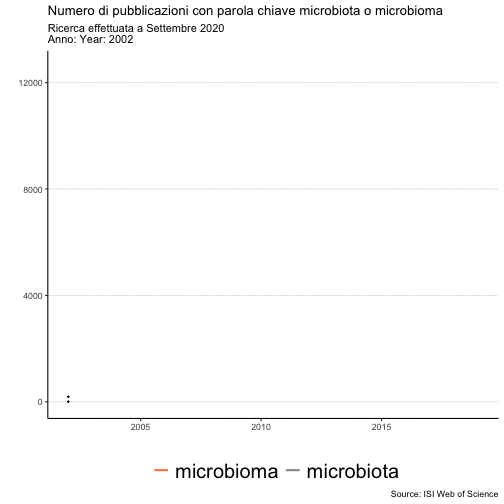 Numero di pubblicazioni con parola chiave microbiota o microbioma
Ricerca effettuata a Settembre 2020
Anno: Year: 2002
12000
8000
4000
0
2005 2010 2015
microbioma microbiota
Source: ISI Web of Science